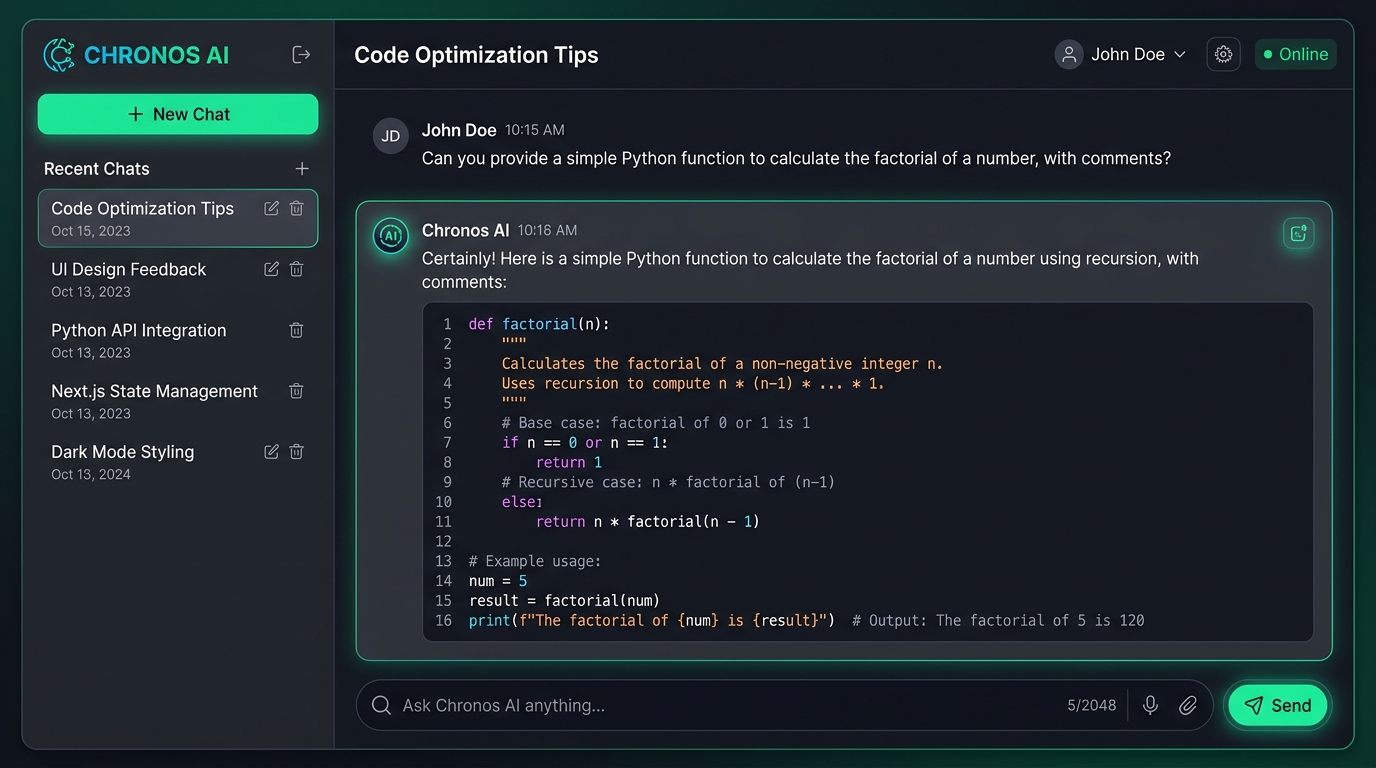 CHRONOS AI
New Chat
Recent Chats
Code Optimization Tips
Oct 15, 2023
UI Design Feedback
Oct 13, 2023
Python API Integration
Oct 13, 2023
Next.js State Management
Oct 13, 2023
Dark Mode Styling
Oct 13, 2024
Code Optimization Tips
John Doe
Online
JD
John Doe 10:15 AM
Can you provide a simple Python function to calculate the factorial of a number, with comments?
AI
Chronos AI 10:16 AM
Certainly! Here is a simple Python function to calculate the factorial of a number using recursion, with
comments:
1 def factorial(n):
2     """
3     Calculates the factorial of a non-negative integer n.
4     Uses recursion to compute n * (n-1) * ... * 1.
5     """
6     # Base case: factorial of 0 or 1 is 1
7     if n == 0 or n == 1:
8         return 1
9     # Recursive case: n * factorial of (n-1)
10     else:
11         return n * factorial(n - 1)
12
13 # Example usage:
14 num = 5
15 result = factorial(num)
16 print(f"The factorial of {num} is {result}")  # Output: The factorial of 5 is 120
Ask Chronos AI anything...
5/2048
Send